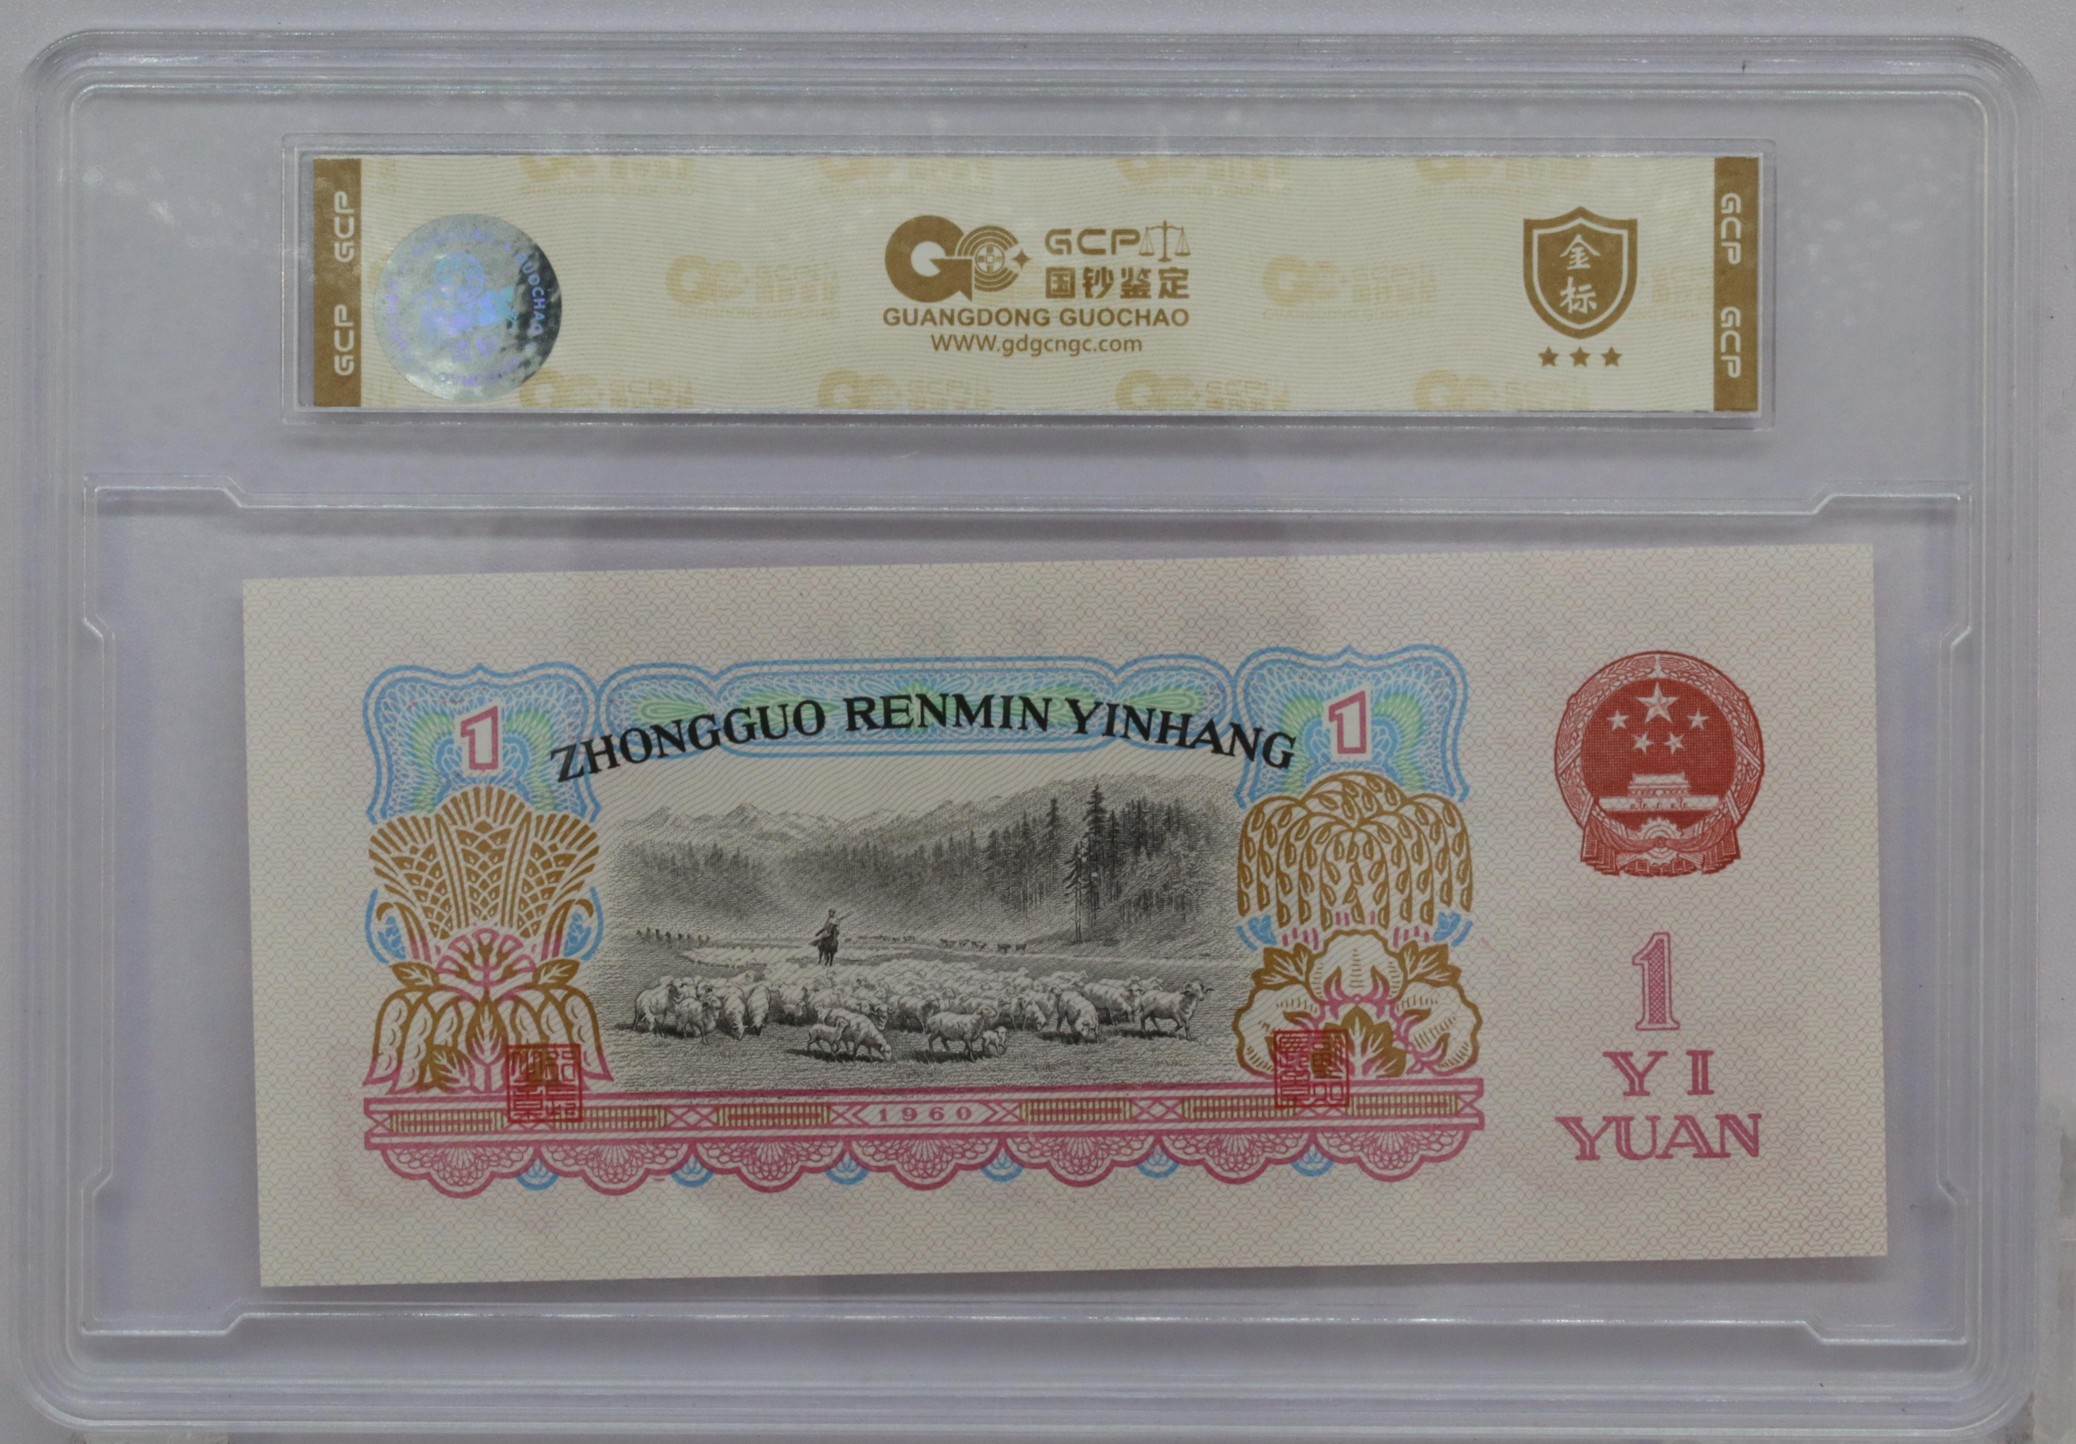 GCP GCP
GCP
国钞鉴定
GUANGDONG GUOCHAO
WWW.gdgcngc.com
金标
GCP GCP
GUOCHAO
1
ZHONGGUO RENMIN YINHANG
1
1960
1
YI
YUAN